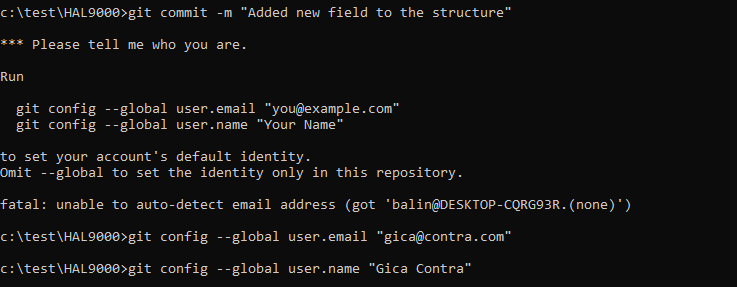 c:\test\HAL9000>git commit -m "Added new field to the structure"
*** Please tell me who you are.
Run
git config --global user.email "you@example.com"
git config --global user.name "Your Name"
to set your account's default identity.
Omit --global to set the identity only in this repository.
fatal: unable to auto-detect email address (got 'balin@DESKTOP-CQRG93R.(none)')
c:\test\HAL9000>git config --global user.email "gica@contra.com"
c:\test\HAL9000>git config --global user.name "Gica Contra"